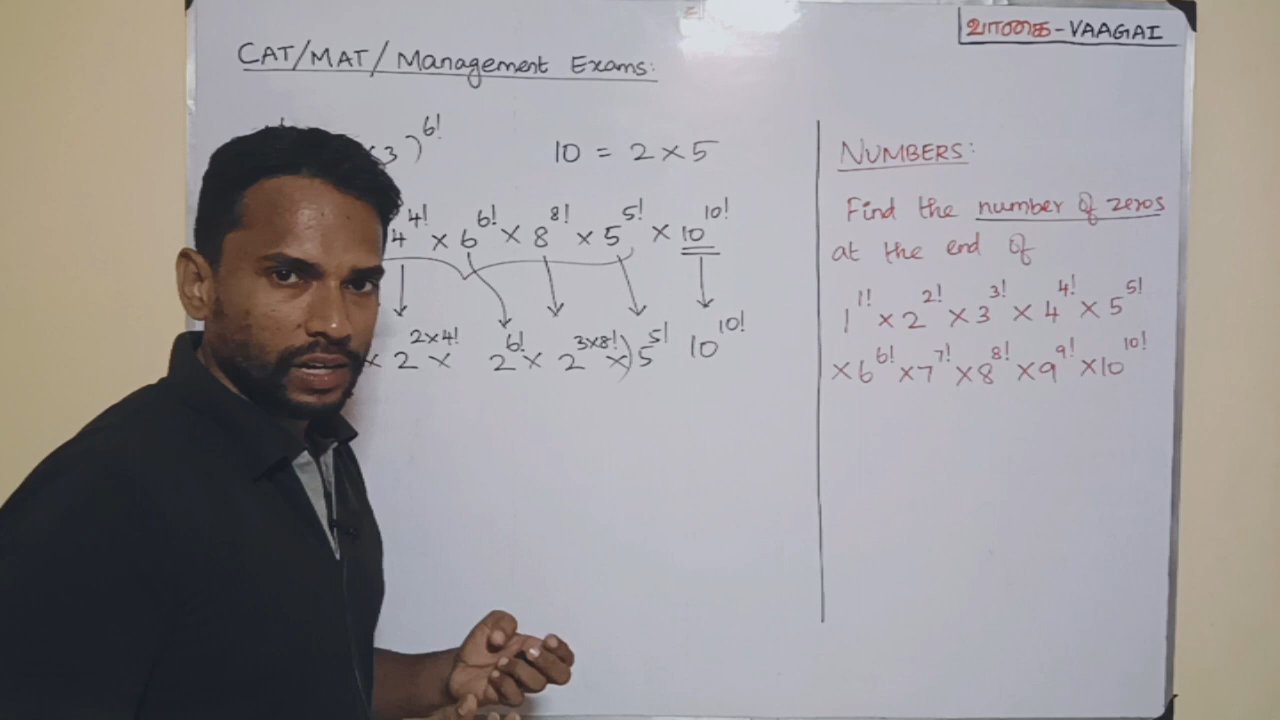 வாகை-VAAGAI
CAT/MAT/Management Exams:
×3)^6!
10 = 2×5
4^4! × 6^6! × 8^8! × 5^5! × 10^10!
× 2^2×4! × 2^6! × 2^3×8! ×) 5^5! 10^10!
NUMBERS:
Find the number of zeros
at the end of
1^1! × 2^2! × 3^3! × 4^4! × 5^5!
×6^6! ×7^7! ×8^8! ×9^9! ×10^10!